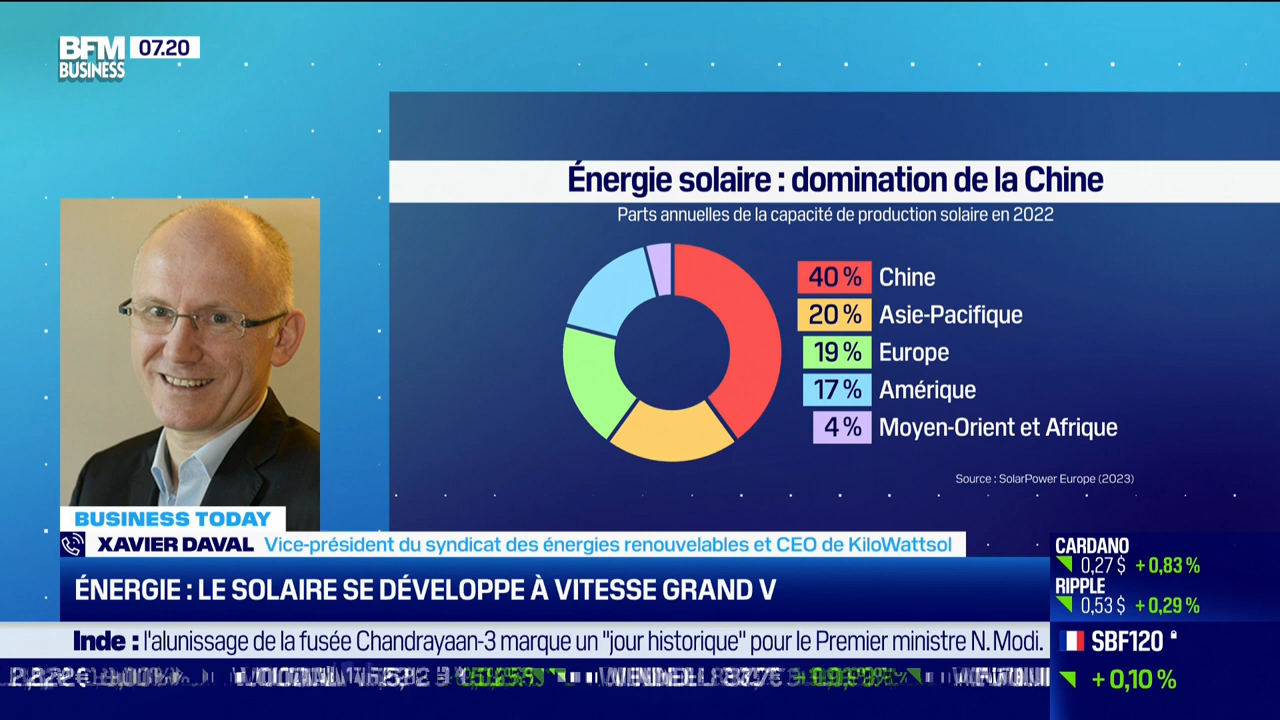 BFM
BUSINESS
07.20
Énergie solaire : domination de la Chine
Parts annuelles de la capacité de production solaire en 2022
40 % Chine
20 % Asie-Pacifique
19 % Europe
17 % Amérique
4 % Moyen-Orient et Afrique
Source : SolarPower Europe (2023)
BUSINESS TODAY
XAVIER DAVAL Vice-président du syndicat des énergies renouvelables et CEO de KiloWattsol
ÉNERGIE : LE SOLAIRE SE DÉVELOPPE À VITESSE GRAND V
CARDANO
0,27 $ + 0,83 %
RIPPLE
0,53 $ + 0,29 %
Inde : l'alunissage de la fusée Chandrayaan-3 marque un "jour historique" pour le Premier ministre N. Modi.
SBF120
+ 0,10 %